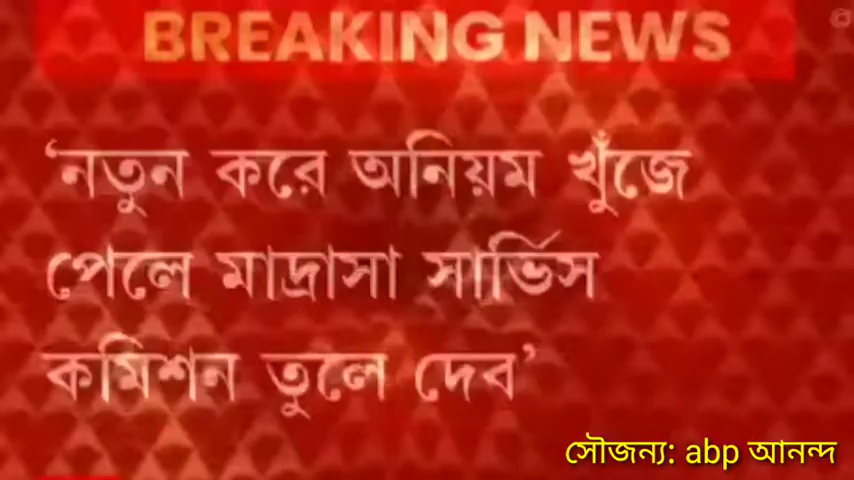 BREAKING NEWS
‘নতুন করে অনিয়ম খুঁজে
পেলে মাদ্রাসা সার্ভিস
কমিশন তুলে দেব’
সৌজন্য: abp আনন্দ